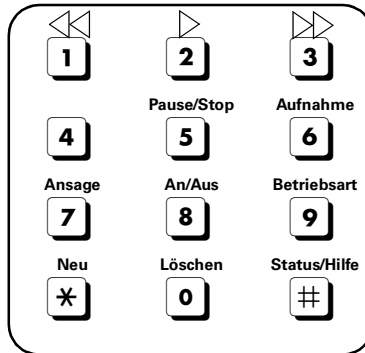 1 2 3
Pause/Stop Aufnahme
4 5 6
Ansage An/Aus Betriebsart
7 8 9
Neu Löschen Status/Hilfe
* 0 #